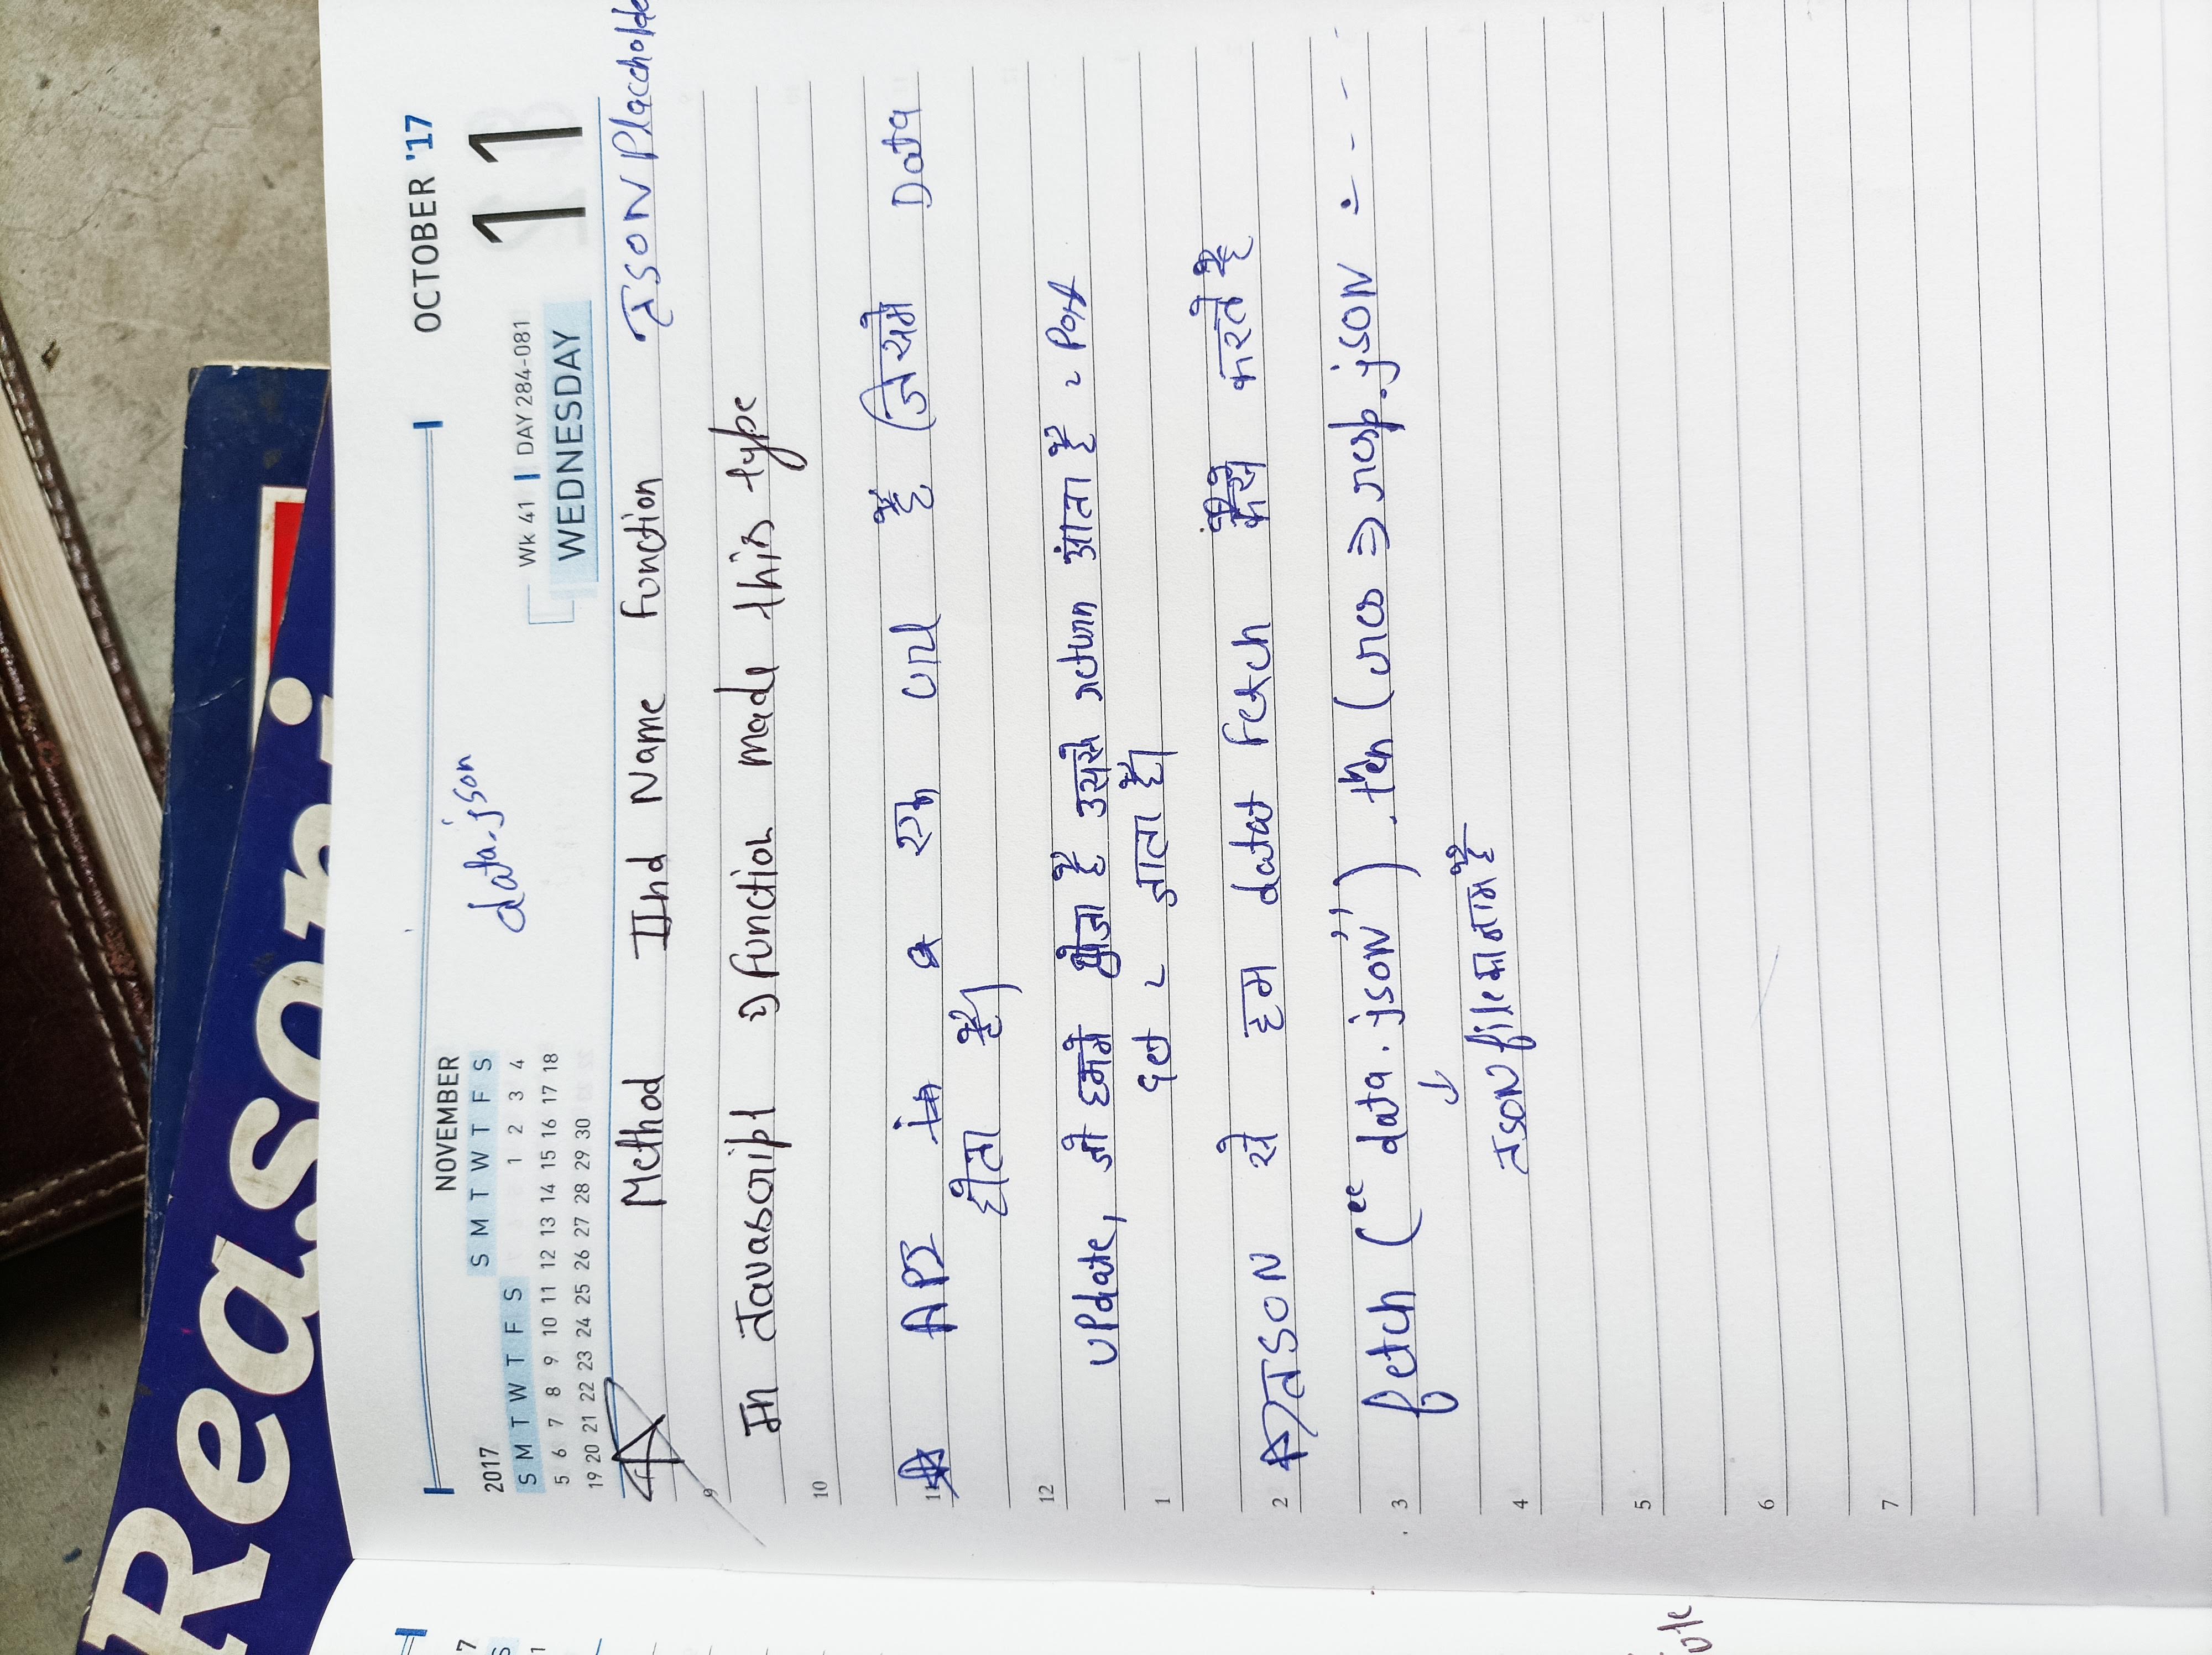 Reasoni
OCTOBER '17
NOVEMBER
2017 S M T W T F S
S M T W T F S 1 2 3 4
5 6 7 8 9 10 11 12 13 14 15 16 17 18
19 20 21 22 23 24 25 26 27 28 29 30
data.json
Wk 41 DAY 284-081
WEDNESDAY
11
Method IInd Name Function JSON Placeholde
9
In Javascript 1) function made this type
10
11 API एक url है जिसमे Data
होता है।
12
Update, जो हमने भेजा है उससे return आता है Post
1 get जाता है।
2 JSON से हम datat Fetch कैसे करते है
3 fetch ("data.json") .then (res => resp.json - - -
↓
JSON file का नाम है
4
5
6
7